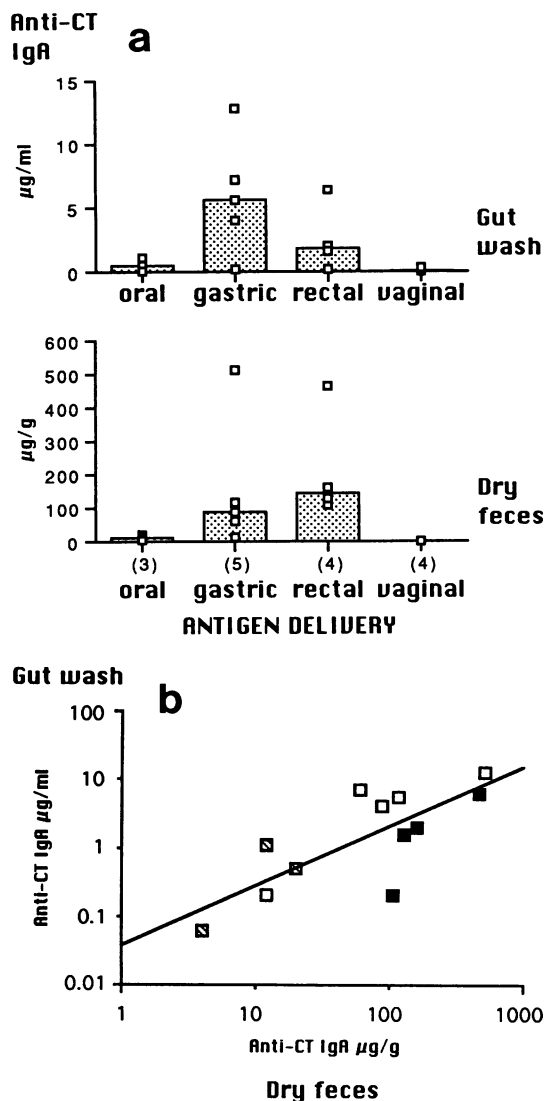 Anti-CT
IgA
a
15
10
5
0
µg/ml
Gut
wash
oral gastric rectal vaginal
600
500
400
300
200
100
0
µg/g
Dry
feces
(3) (5) (4) (4)
oral gastric rectal vaginal
ANTIGEN DELIVERY
Gut wash
b
100
10
1
0.1
0.01
Anti-CT IgA µg/ml
1 10 100 1000
Anti-CT IgA µg/g
Dry feces